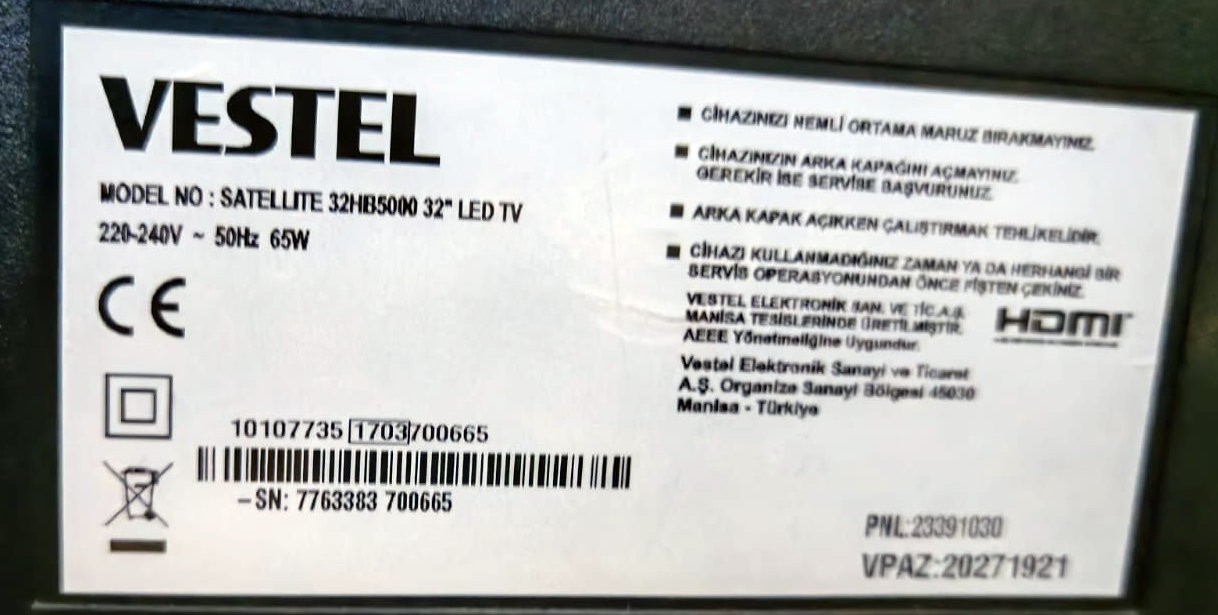 VESTEL
MODEL NO : SATELLITE 32HB5000 32" LED TV
220-240V ~ 50Hz 65W
CE
10107735 1703 700665
–SN: 7763383 700665
■ CİHAZINIZI NEMLİ ORTAMA MARUZ BIRAKMAYINIZ.
■ CİHAZINIZIN ARKA KAPAĞINI AÇMAYINIZ.
GEREKİR İSE SERVİSE BAŞVURUNUZ.
■ ARKA KAPAK AÇIKKEN ÇALIŞTIRMAK TEHLİKELİDİR.
■ CİHAZI KULLANMADIĞINIZ ZAMAN YA DA HERHANGİ BİR
SERVİS OPERASYONUNDAN ÖNCE FİŞTEN ÇEKİNİZ.
VESTEL ELEKTRONİK SAN. VE TİC.A.Ş.
MANİSA TESİSLERİNDE ÜRETİLMİŞTİR.
AEEE Yönetmeliğine Uygundur.
HDMI
Vestel Elektronik Sanayi ve Ticaret
A.Ş. Organize Sanayi Bölgesi 45030
Manisa - Türkiye
PNL:23391030
VPAZ:20271921